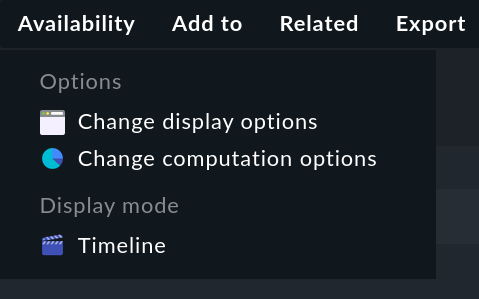 Availability Add to Related Export
Options
Change display options
Change computation options
Display mode
Timeline